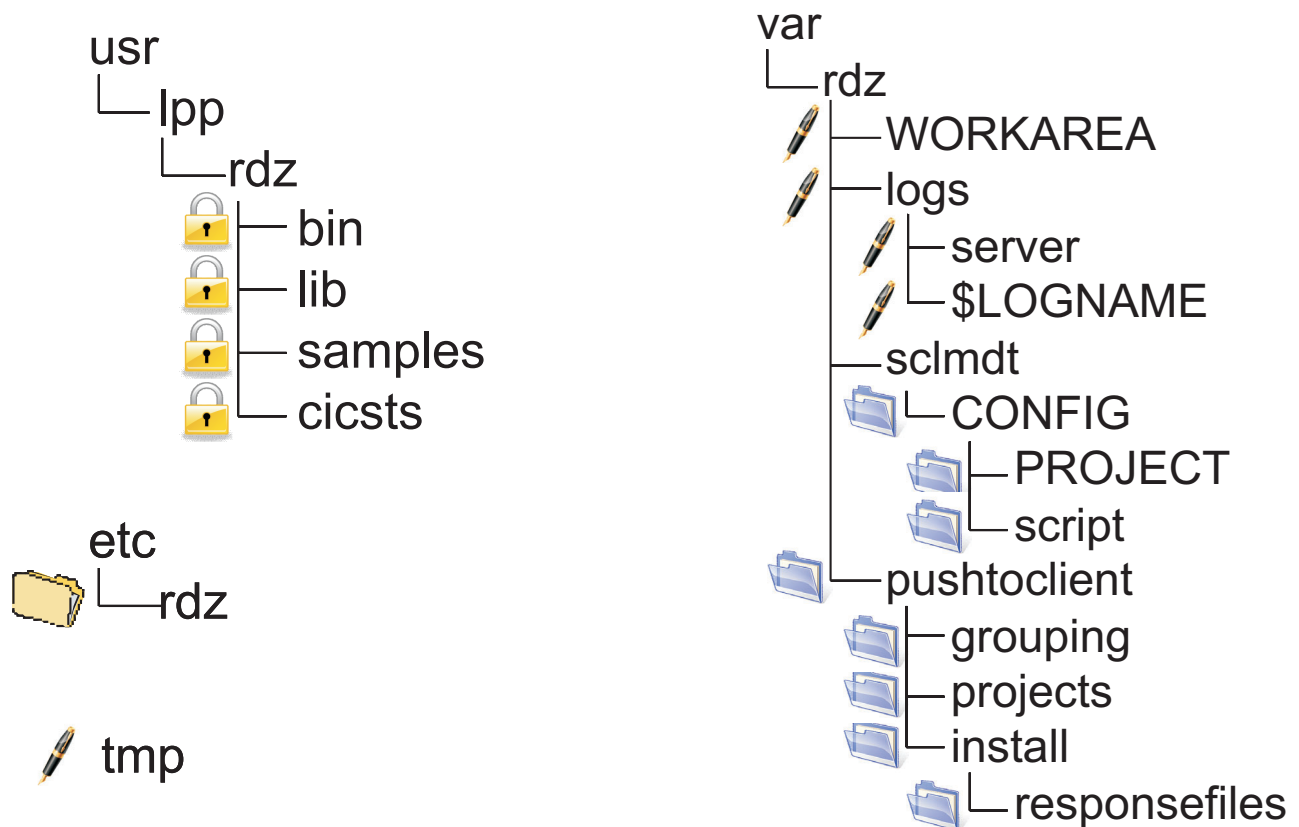 usr
lpp
rdz
bin
lib
samples
cicsts
etc
rdz
tmp
var
rdz
WORKAREA
logs
server
$LOGNAME
sclmdt
CONFIG
PROJECT
script
pushtoclient
grouping
projects
install
responsefiles